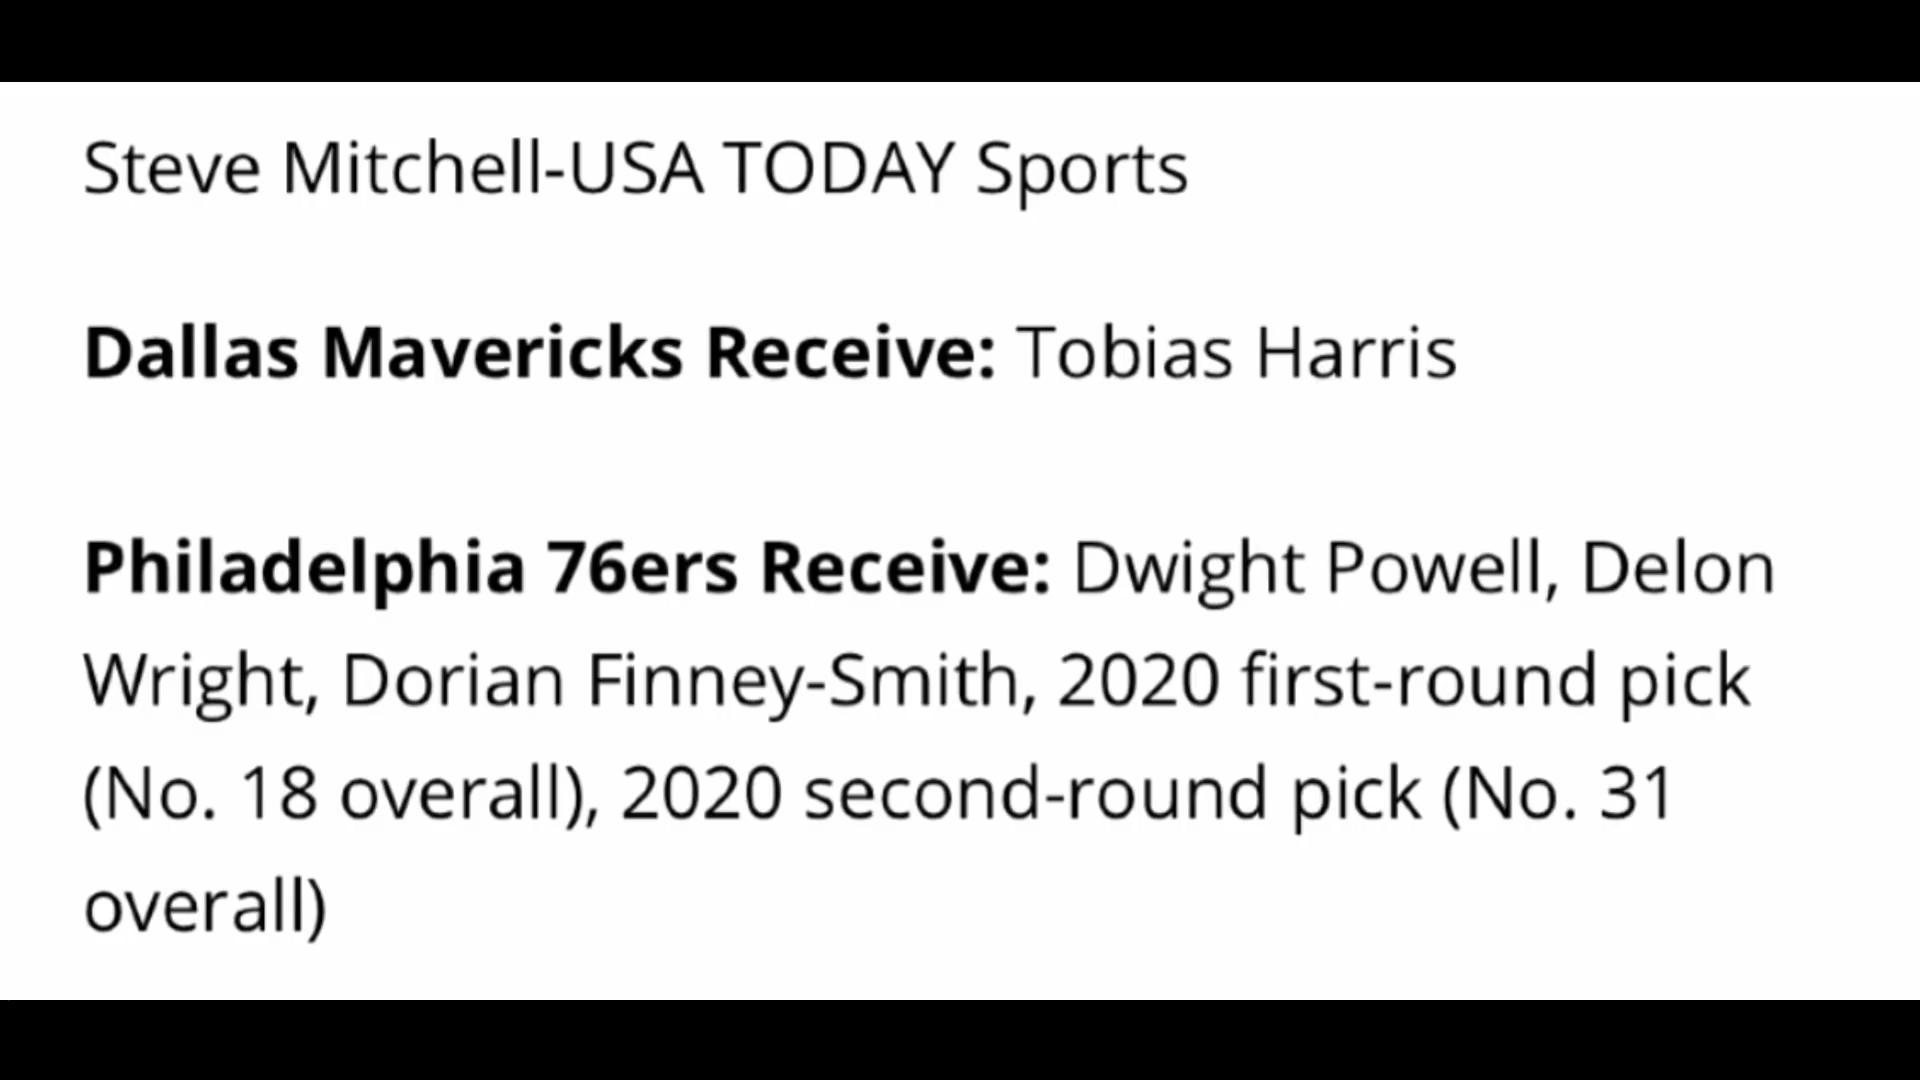 Steve Mitchell-USA TODAY Sports
Dallas Mavericks Receive: Tobias Harris
Philadelphia 76ers Receive: Dwight Powell, Delon
Wright, Dorian Finney-Smith, 2020 first-round pick
(No. 18 overall), 2020 second-round pick (No. 31
overall)